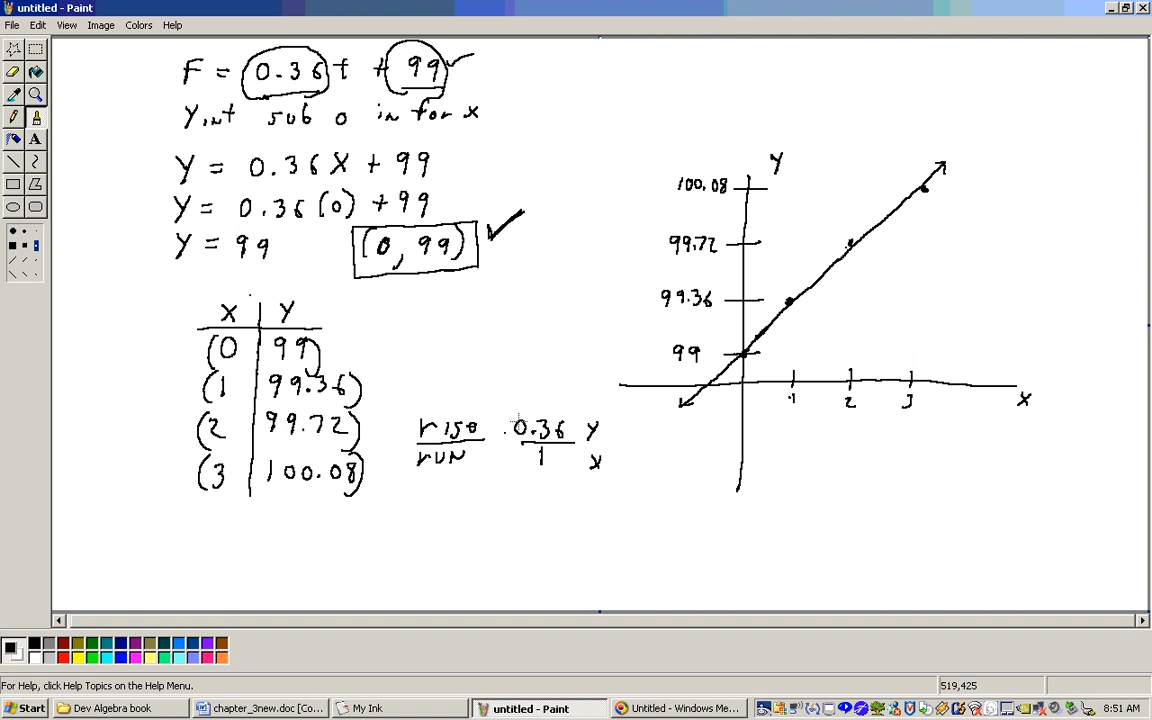 untitled - Paint
File Edit View Image Colors Help
F = 0.36 t + 99
Y int sub 0 in for x
Y = 0.36 X + 99
Y = 0.36 (0) + 99
Y = 99 (0, 99)
X Y
(0 99)
(1 99.36)
(2 99.72)
(3 100.08)
rise 0.36 Y
run 1 X
Y
100.08
99.72
99.36
99
1 2 3 X
For Help, click Help Topics on the Help Menu.
519,425
Start Dev Algebra book chapter_3new.doc [Co... My Ink untitled - Paint Untitled - Windows Me... 8:51 AM